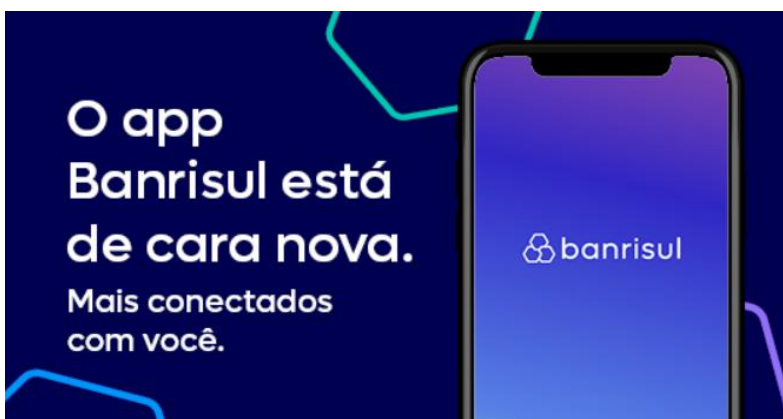 O app
Banrisul está
de cara nova.
Mais conectados
com você.
banrisul